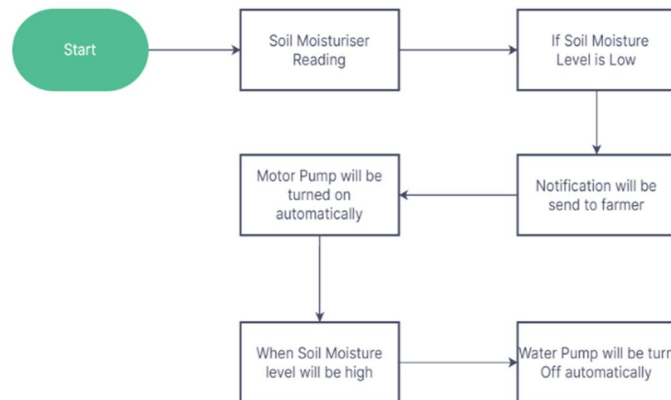 Start
Soil Moisturiser
Reading
If Soil Moisture
Level is Low
Motor Pump will be
turned on
automatically
Notification will be
send to farmer
When Soil Moisture
level will be high
Water Pump will be turn
Off automatically